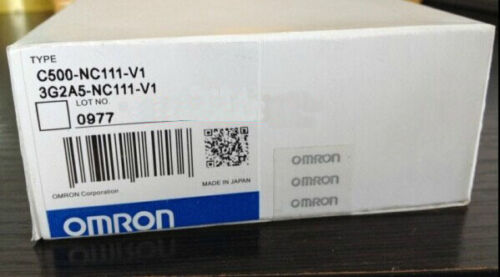 TYPE
C500-NC111-V1
3G2A5-NC111-V1
LOT NO.
0977
MADE IN JAPAN
OMRON Corporation
OMRON
OMRON
OMRON
OMRON